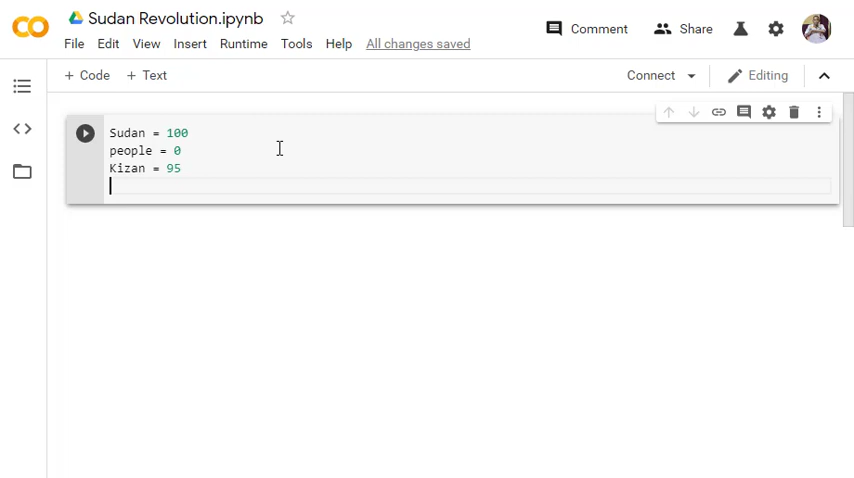 Sudan Revolution.ipynb
Comment
Share
File Edit View Insert Runtime Tools Help All changes saved
+ Code + Text
Connect
Editing
Sudan = 100
people = 0
Kizan = 95